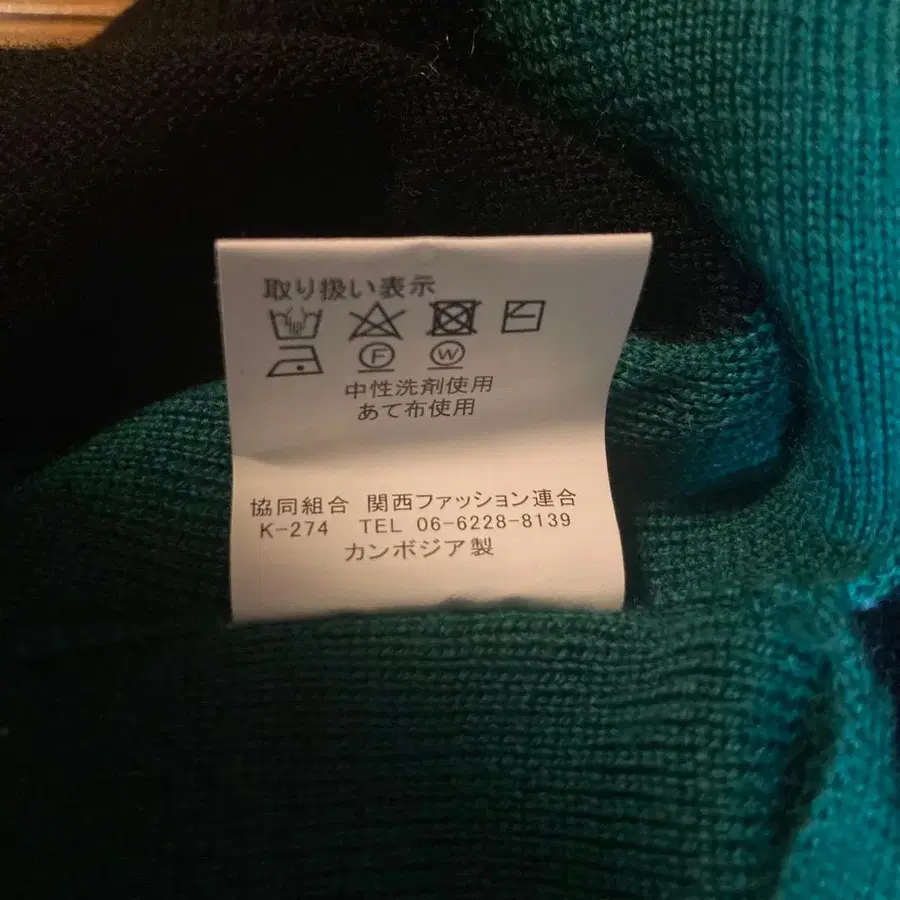 取り扱い表示
F W
中性洗剤使用
あて布使用
協同組合 関西ファッション連合
K-274 TEL 06-6228-8139
カンボジア製